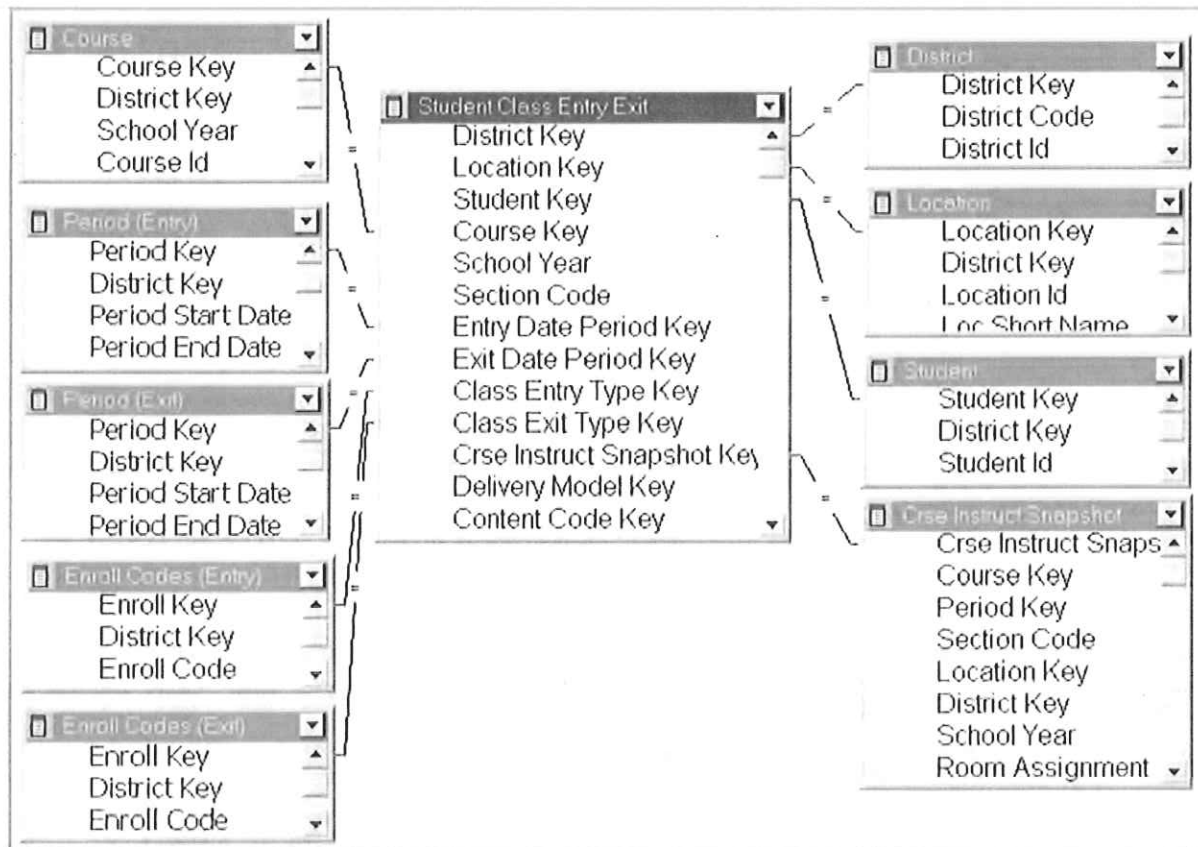 Course
Course Key
District Key
School Year
Course Id
Period (Entry)
Period Key
District Key
Period Start Date
Period End Date
Period (Exit)
Period Key
District Key
Period Start Date
Period End Date
Enroll Codes (Entry)
Enroll Key
District Key
Enroll Code
Enroll Codes (Exit)
Enroll Key
District Key
Enroll Code
Student Class Entry Exit
District Key
Location Key
Student Key
Course Key
School Year
Section Code
Entry Date Period Key
Exit Date Period Key
Class Entry Type Key
Class Exit Type Key
Crse Instruct Snapshot Key
Delivery Model Key
Content Code Key
District
District Key
District Code
District Id
Location
Location Key
District Key
Location Id
Loc Short Name
Student
Student Key
District Key
Student Id
Crse Instruct Snapshot
Crse Instruct Snaps
Course Key
Period Key
Section Code
Location Key
District Key
School Year
Room Assignment